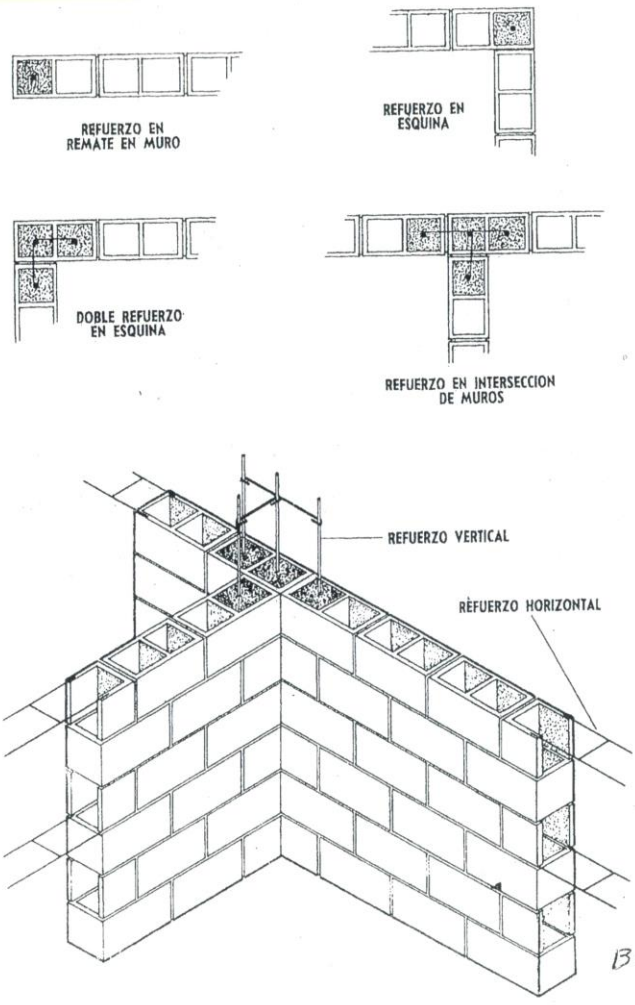 REFUERZO EN
REMATE EN MURO
REFUERZO EN
ESQUINA
DOBLE REFUERZO
EN ESQUINA
REFUERZO EN INTERSECCION
DE MUROS
REFUERZO VERTICAL
RÈFUERZO HORIZONTAL
B